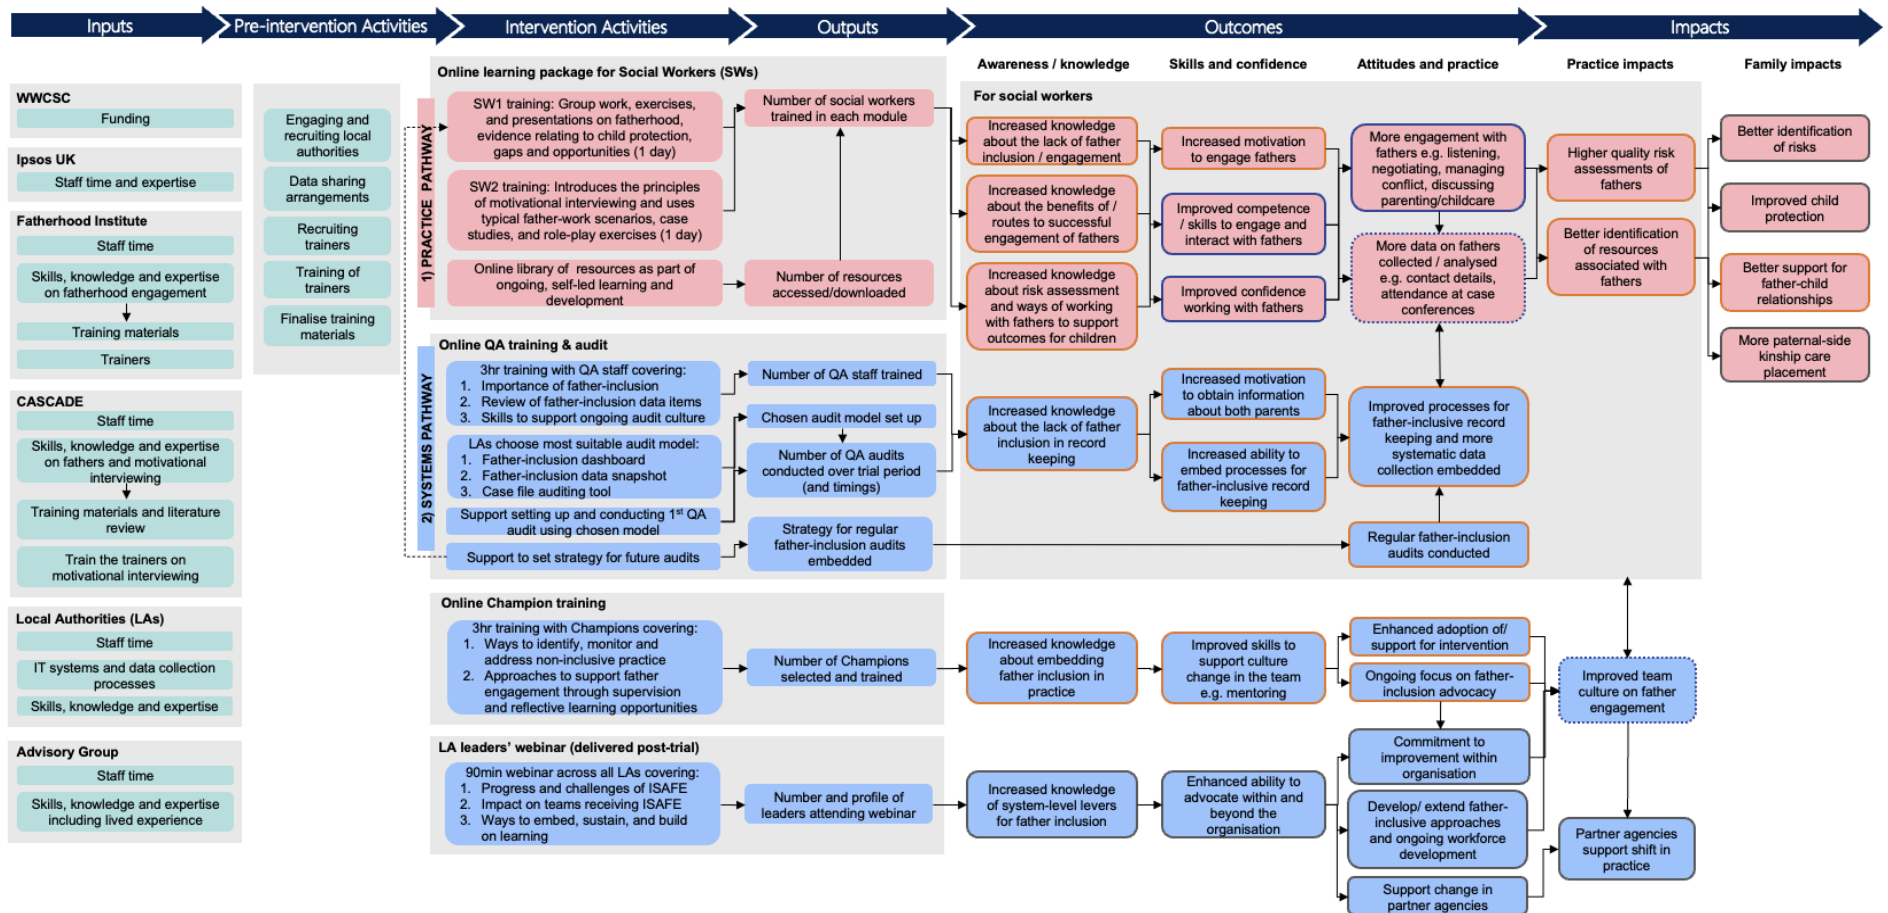 Inputs
Pre-intervention Activities
Intervention Activities
Outputs
Outcomes
Impacts
WWCSC
Funding
Ipsos UK
Staff time and expertise
Fatherhood Institute
Staff time
Skills, knowledge and expertise
on fatherhood engagement
Training materials
Trainers
CASCADE
Staff time
Skills, knowledge and expertise
on fathers and motivational
interviewing
Training materials and literature
review
Train the trainers on
motivational interviewing
Local Authorities (LAs)
Staff time
IT systems and data collection
processes
Skills, knowledge and expertise
Advisory Group
Staff time
Skills, knowledge and expertise
including lived experience
Engaging and
recruiting local
authorities
Data sharing
arrangements
Recruiting
trainers
Training of
trainers
Finalise training
materials
1) PRACTICE PATHWAY
Online learning package for Social Workers (SWs)
SW1 training: Group work, exercises,
and presentations on fatherhood,
evidence relating to child protection,
gaps and opportunities (1 day)
SW2 training: Introduces the principles
of motivational interviewing and uses
typical father-work scenarios, case
studies, and role-play exercises (1 day)
Online library of resources as part of
ongoing, self-led learning and
development
Number of social workers
trained in each module
Number of resources
accessed/downloaded
2) SYSTEMS PATHWAY
Online QA training & audit
3hr training with QA staff covering:
1. Importance of father-inclusion
2. Review of father-inclusion data items
3. Skills to support ongoing audit culture
LAs choose most suitable audit model:
1. Father-inclusion dashboard
2. Father-inclusion data snapshot
3. Case file auditing tool
Support setting up and conducting 1st QA
audit using chosen model
Support to set strategy for future audits
Number of QA staff trained
Chosen audit model set up
Number of QA audits
conducted over trial period
(and timings)
Strategy for regular
father-inclusion audits
embedded
Online Champion training
3hr training with Champions covering:
1. Ways to identify, monitor and
address non-inclusive practice
2. Approaches to support father
engagement through supervision
and reflective learning opportunities
Number of Champions
selected and trained
LA leaders’ webinar (delivered post-trial)
90min webinar across all LAs covering:
1. Progress and challenges of ISAFE
2. Impact on teams receiving ISAFE
3. Ways to embed, sustain, and build
on learning
Number and profile of
leaders attending webinar
Awareness / knowledge
Skills and confidence
Attitudes and practice
Practice impacts
Family impacts
For social workers
Increased knowledge
about the lack of father
inclusion / engagement
Increased knowledge
about the benefits of /
routes to successful
engagement of fathers
Increased knowledge
about risk assessment
and ways of working
with fathers to support
outcomes for children
Increased motivation
to engage fathers
Improved competence
/ skills to engage and
interact with fathers
Improved confidence
working with fathers
More engagement with
fathers e.g. listening,
negotiating, managing
conflict, discussing
parenting/childcare
More data on fathers
collected / analysed
e.g. contact details,
attendance at case
conferences
Higher quality risk
assessments of
fathers
Better identification
of resources
associated with
fathers
Better identification
of risks
Improved child
protection
Better support for
father-child
relationships
More paternal-side
kinship care
placement
Increased knowledge
about the lack of father
inclusion in record
keeping
Increased motivation
to obtain information
about both parents
Increased ability to
embed processes for
father-inclusive record
keeping
Improved processes for
father-inclusive record
keeping and more
systematic data
collection embedded
Regular father-inclusion
audits conducted
Increased knowledge
about embedding
father inclusion in
practice
Improved skills to
support culture
change in the team
e.g. mentoring
Enhanced adoption of/
support for intervention
Ongoing focus on father-
inclusion advocacy
Improved team
culture on father
engagement
Increased knowledge
of system-level levers
for father inclusion
Enhanced ability to
advocate within and
beyond the
organisation
Commitment to
improvement within
organisation
Develop/ extend father-
inclusive approaches
and ongoing workforce
development
Support change in
partner agencies
Partner agencies
support shift in
practice